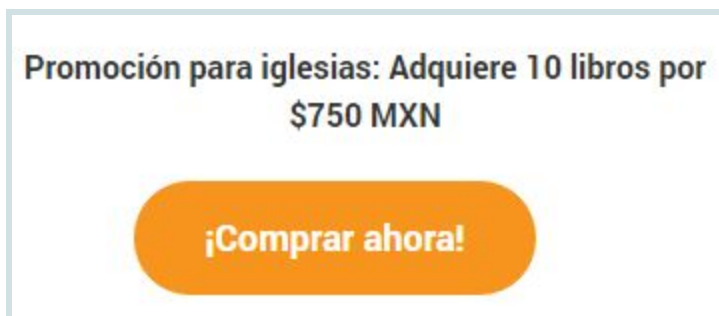 Promoción para iglesias: Adquiere 10 libros por
$750 MXN
¡Comprar ahora!